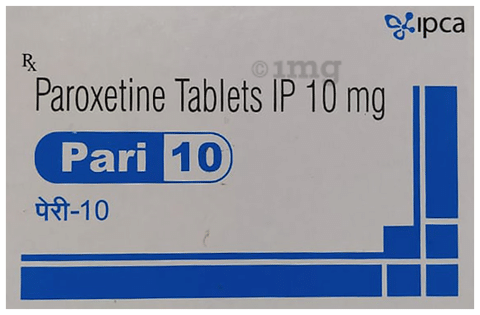 ipca
Rx
©1mg
Paroxetine Tablets IP 10 mg
Pari 10
पेरी-10